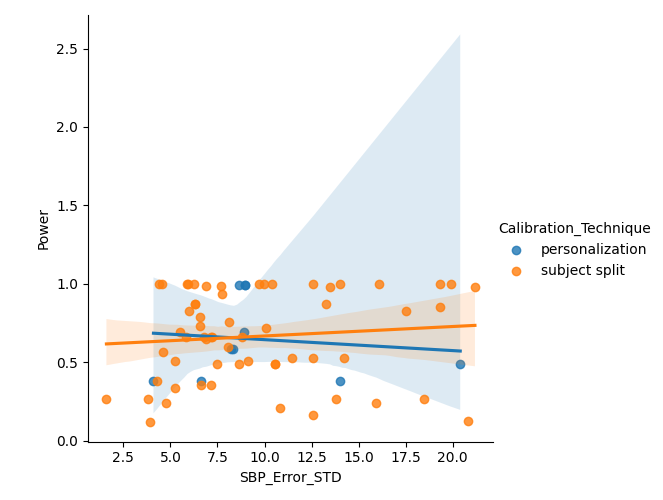 2.5
2.0
1.5
1.0
0.5
0.0
Power
2.5 5.0 7.5 10.0 12.5 15.0 17.5 20.0
SBP_Error_STD
Calibration_Technique
personalization
subject split